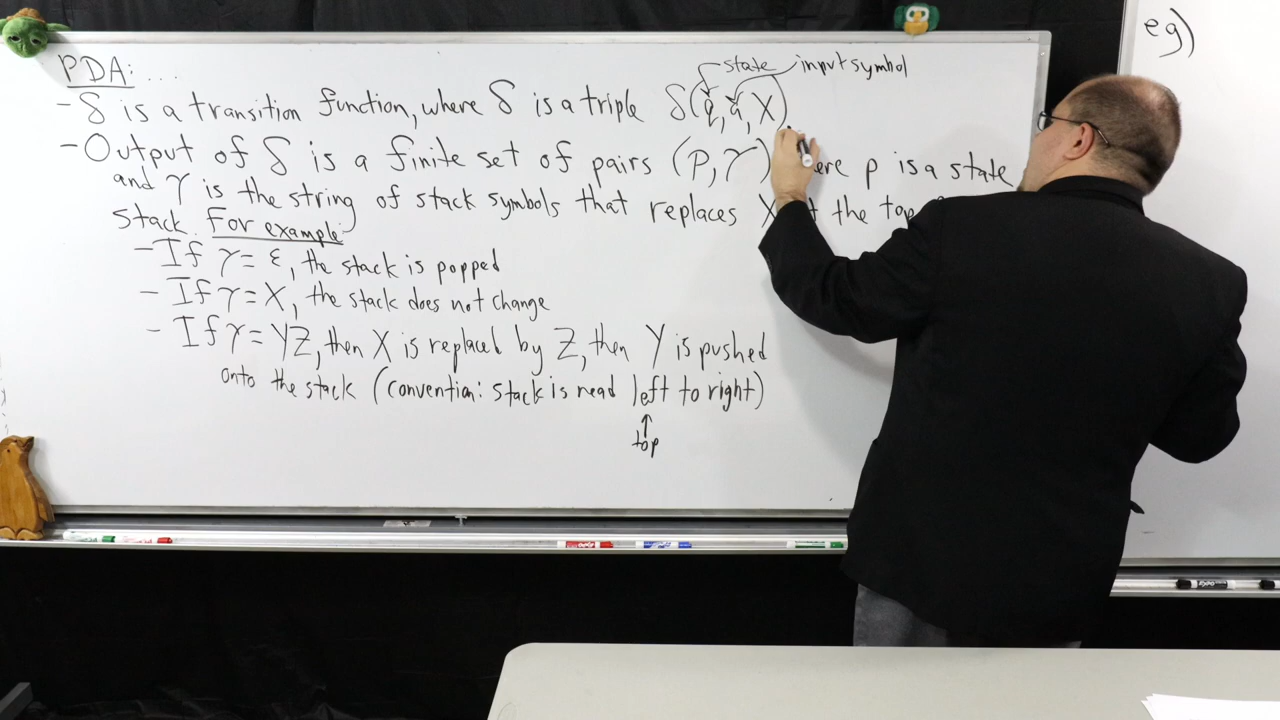 PDA: ...
state input symbol
- δ is a transition function, where δ is a triple δ(q, a, X)
- Output of δ is a finite set of pairs (p, γ) where p is a state
and γ is the string of stack symbols that replaces X at the top
stack. For example:
- If γ = ε, the stack is popped
- If γ = X, the stack does not change
- If γ = YZ, then X is replaced by Z, then Y is pushed
onto the stack (convention: stack is read left to right)
↑
top
eg)